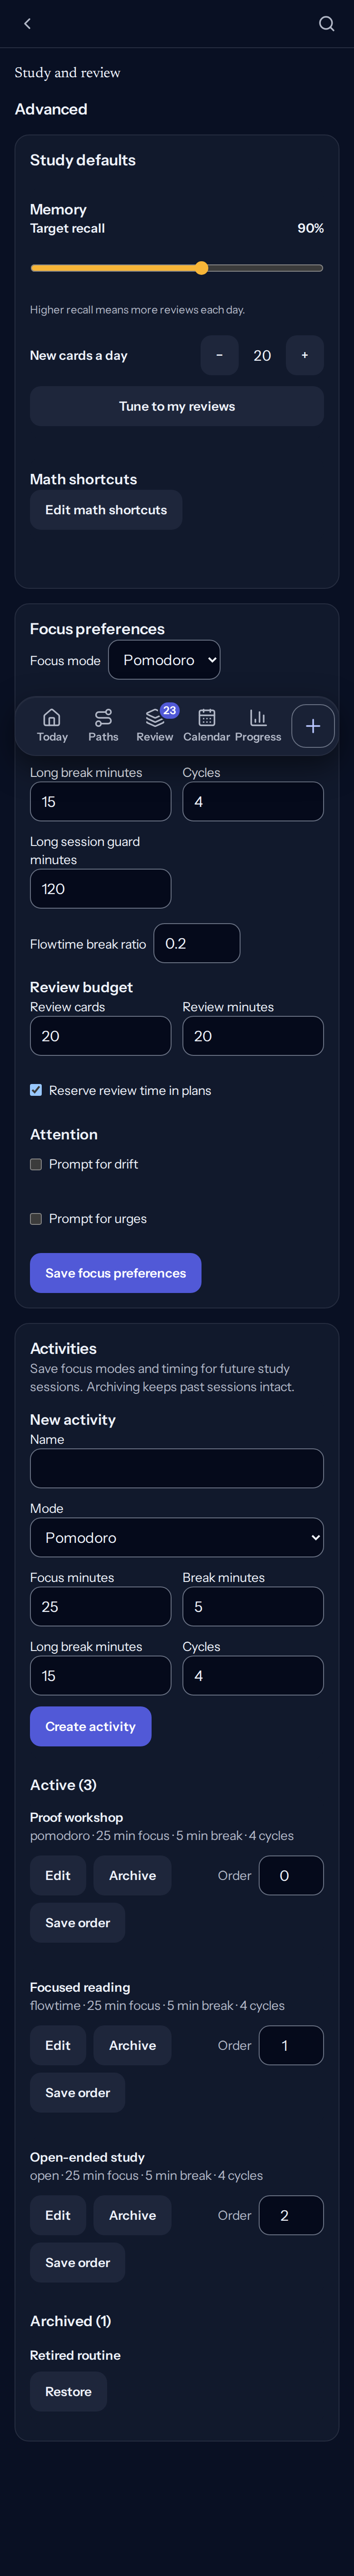 Study and review
Advanced
Study defaults
Memory
Target recall 90%
Higher recall means more reviews each day.
New cards a day − 20 +
Tune to my reviews
Math shortcuts
Edit math shortcuts
Focus preferences
Focus mode Pomodoro
23
Today Paths Review Calendar Progress +
Long break minutes Cycles
15 4
Long session guard
minutes
120
Flowtime break ratio 0.2
Review budget
Review cards Review minutes
20 20
Reserve review time in plans
Attention
Prompt for drift
Prompt for urges
Save focus preferences
Activities
Save focus modes and timing for future study
sessions. Archiving keeps past sessions intact.
New activity
Name
Mode
Pomodoro
Focus minutes Break minutes
25 5
Long break minutes Cycles
15 4
Create activity
Active (3)
Proof workshop
pomodoro · 25 min focus · 5 min break · 4 cycles
Edit Archive Order 0
Save order
Focused reading
flowtime · 25 min focus · 5 min break · 4 cycles
Edit Archive Order 1
Save order
Open-ended study
open · 25 min focus · 5 min break · 4 cycles
Edit Archive Order 2
Save order
Archived (1)
Retired routine
Restore